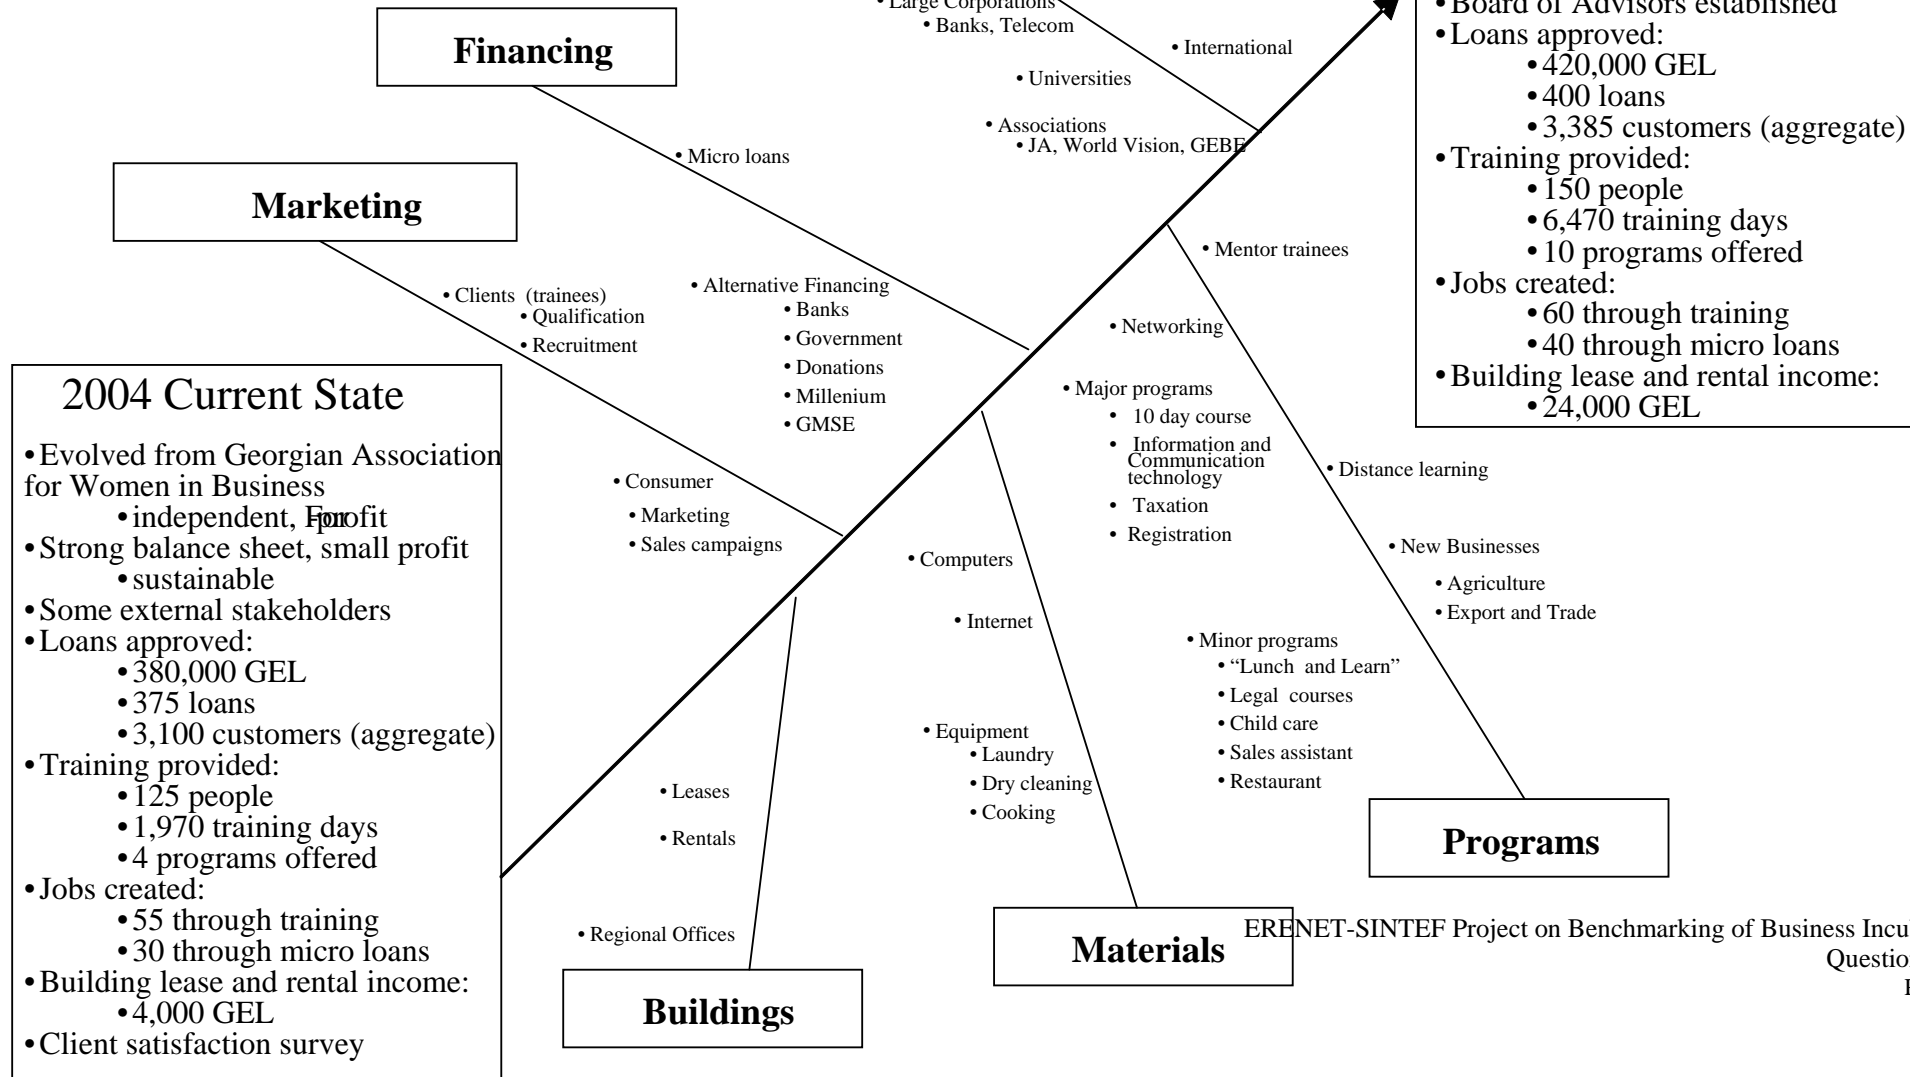 • Large Corporations
• Banks, Telecom
• International
• Universities
• Associations
• JA, World Vision, GEBE
Financing
• Micro loans
• Alternative Financing
• Banks
• Government
• Donations
• Millenium
• GMSE
Marketing
• Clients (trainees)
• Qualification
• Recruitment
• Consumer
• Marketing
• Sales campaigns
2004 Current State
• Evolved from Georgian Association
for Women in Business
• independent, For-profit
• Strong balance sheet, small profit
• sustainable
• Some external stakeholders
• Loans approved:
• 380,000 GEL
• 375 loans
• 3,100 customers (aggregate)
• Training provided:
• 125 people
• 1,970 training days
• 4 programs offered
• Jobs created:
• 55 through training
• 30 through micro loans
• Building lease and rental income:
• 4,000 GEL
• Client satisfaction survey
• Leases
• Rentals
• Regional Offices
Buildings
• Computers
• Internet
• Equipment
• Laundry
• Dry cleaning
• Cooking
Materials
• Mentor trainees
• Networking
• Major programs
• 10 day course
• Information and
Communication
technology
• Taxation
• Registration
• Distance learning
• New Businesses
• Agriculture
• Export and Trade
• Minor programs
• “Lunch and Learn”
• Legal courses
• Child care
• Sales assistant
• Restaurant
Programs
• Board of Advisors established
• Loans approved:
• 420,000 GEL
• 400 loans
• 3,385 customers (aggregate)
• Training provided:
• 150 people
• 6,470 training days
• 10 programs offered
• Jobs created:
• 60 through training
• 40 through micro loans
• Building lease and rental income:
• 24,000 GEL
ERENET-SINTEF Project on Benchmarking of Business Incu
Question